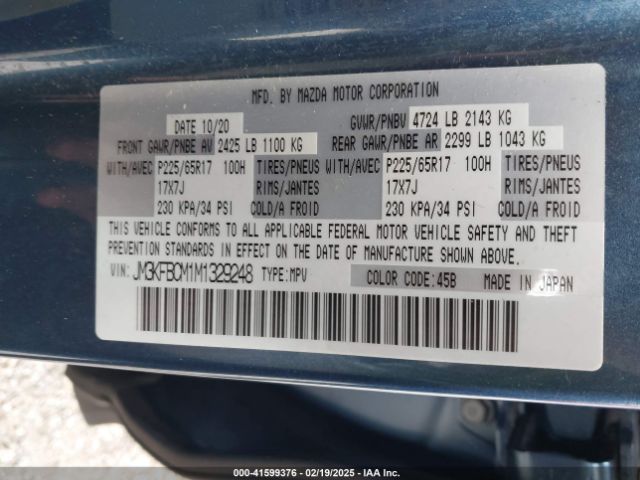 MFD. BY MAZDA MOTOR CORPORATION
DATE 10/20 GVWR/PNBV 4724 LB 2143 KG
FRONT GAWR/PNBE AV 2425 LB 1100 KG REAR GAWR/PNBE AR 2299 LB 1043 KG
WITH/AVEC P225/65R17 100H TIRES/PNEUS WITH/AVEC P225/65R17 100H TIRES/PNEUS
17X7J RIMS/JANTES 17X7J RIMS/JANTES
230 KPA/34 PSI COLD/A FROID 230 KPA/34 PSI COLD/A FROID
THIS VEHICLE CONFORMS TO ALL APPLICABLE FEDERAL MOTOR VEHICLE SAFETY AND THEFT
PREVENTION STANDARDS IN EFFECT ON THE DATE OF MANUFACTURE SHOWN ABOVE.
VIN: JM3KFBCM1M1329248 TYPE: MPV COLOR CODE: 45B MADE IN JAPAN
000-41599376 - 02/19/2025 - IAA Inc.